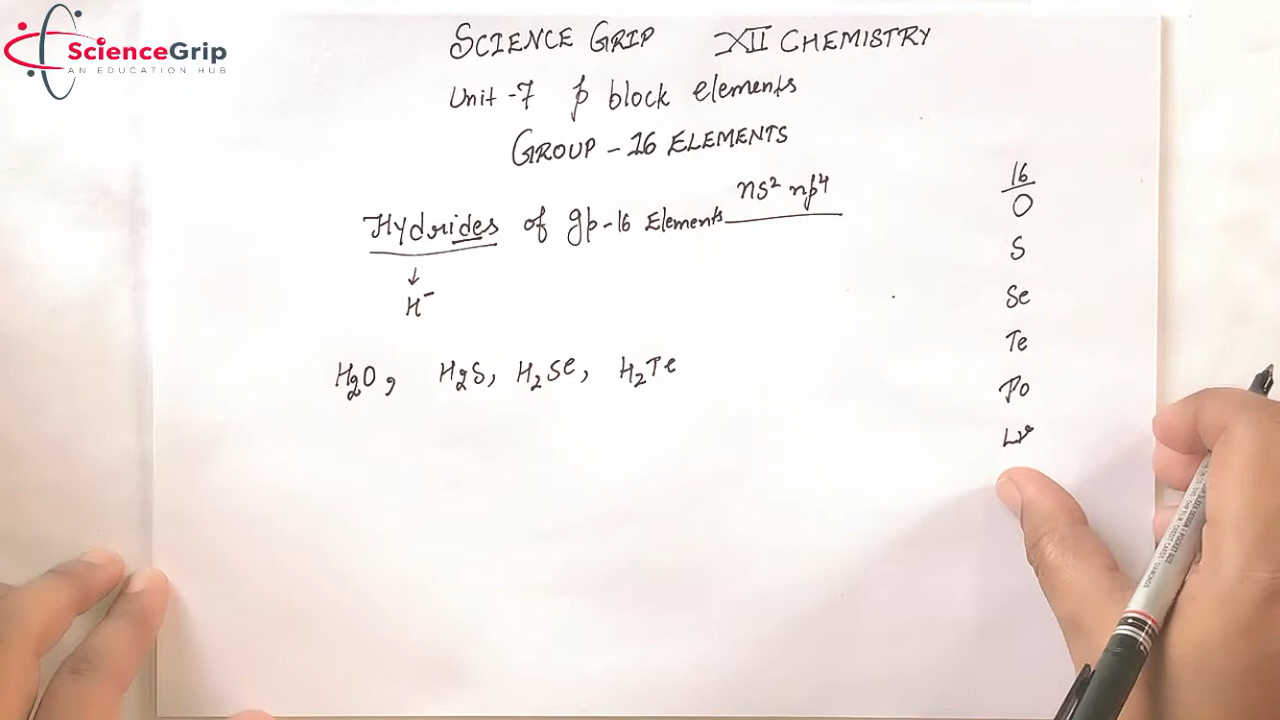 ScienceGrip
AN EDUCATION HUB
SCIENCE GRIP XII CHEMISTRY
Unit-7 p block elements
GROUP - 16 ELEMENTS
Hydrides of gp-16 Elements ns² np⁴
↓
H⁻
H₂O, H₂S, H₂Se, H₂Te
16
O
S
Se
Te
Po
Lv